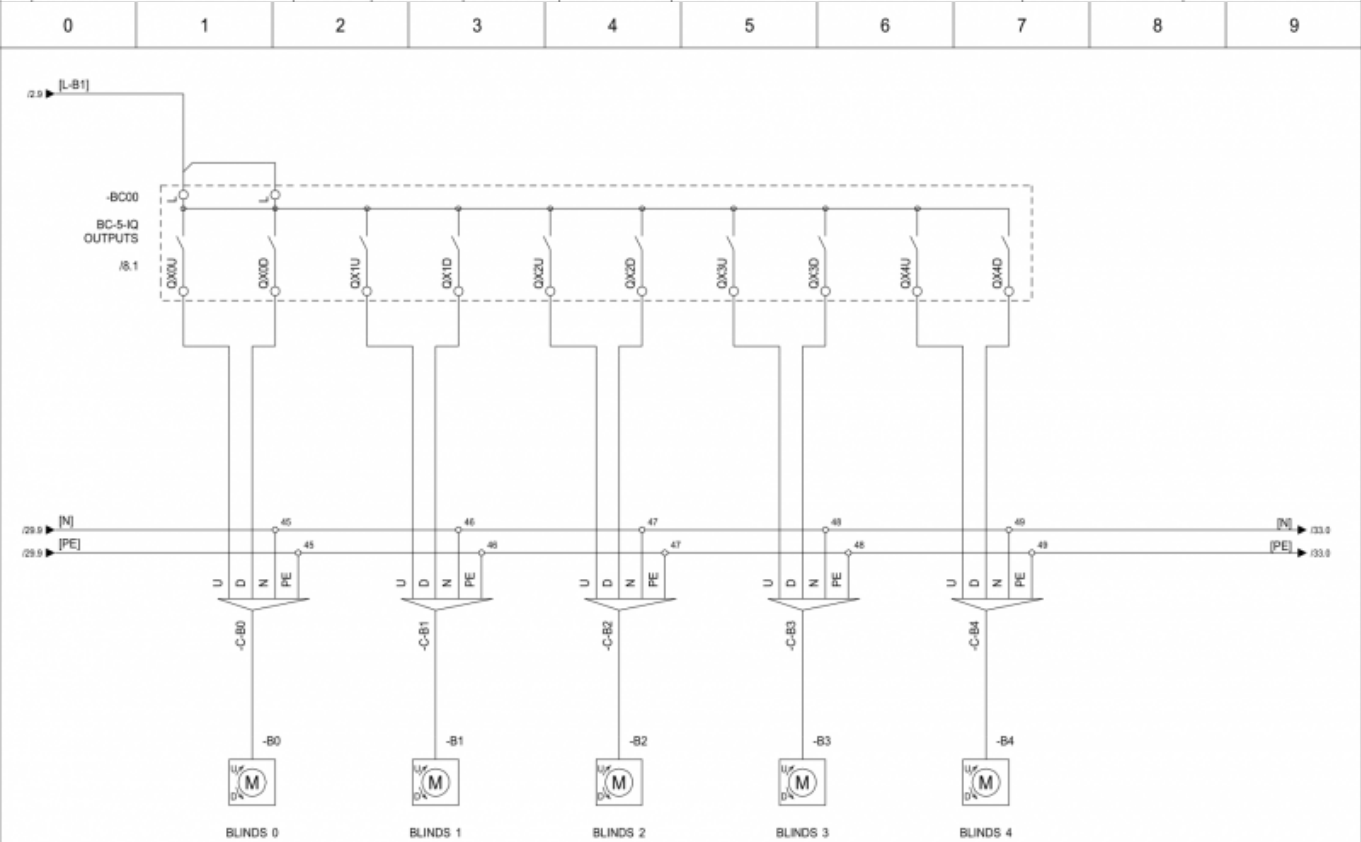 0 1 2 3 4 5 6 7 8 9
/2.9 [L-B1]
-BC00
L L
BC-5-IQ
OUTPUTS
/8.1
QX0U QX0D QX1U QX1D QX2U QX2D QX3U QX3D QX4U QX4D
45 46 47 48 49
/29.9 [N] [N] /33.0
45 46 47 48 49
/29.9 [PE] [PE] /33.0
U D N PE U D N PE U D N PE U D N PE U D N PE
-C-B0 -C-B1 -C-B2 -C-B3 -C-B4
-B0 -B1 -B2 -B3 -B4
U U U U U
M M M M M
D D D D D
BLINDS 0 BLINDS 1 BLINDS 2 BLINDS 3 BLINDS 4